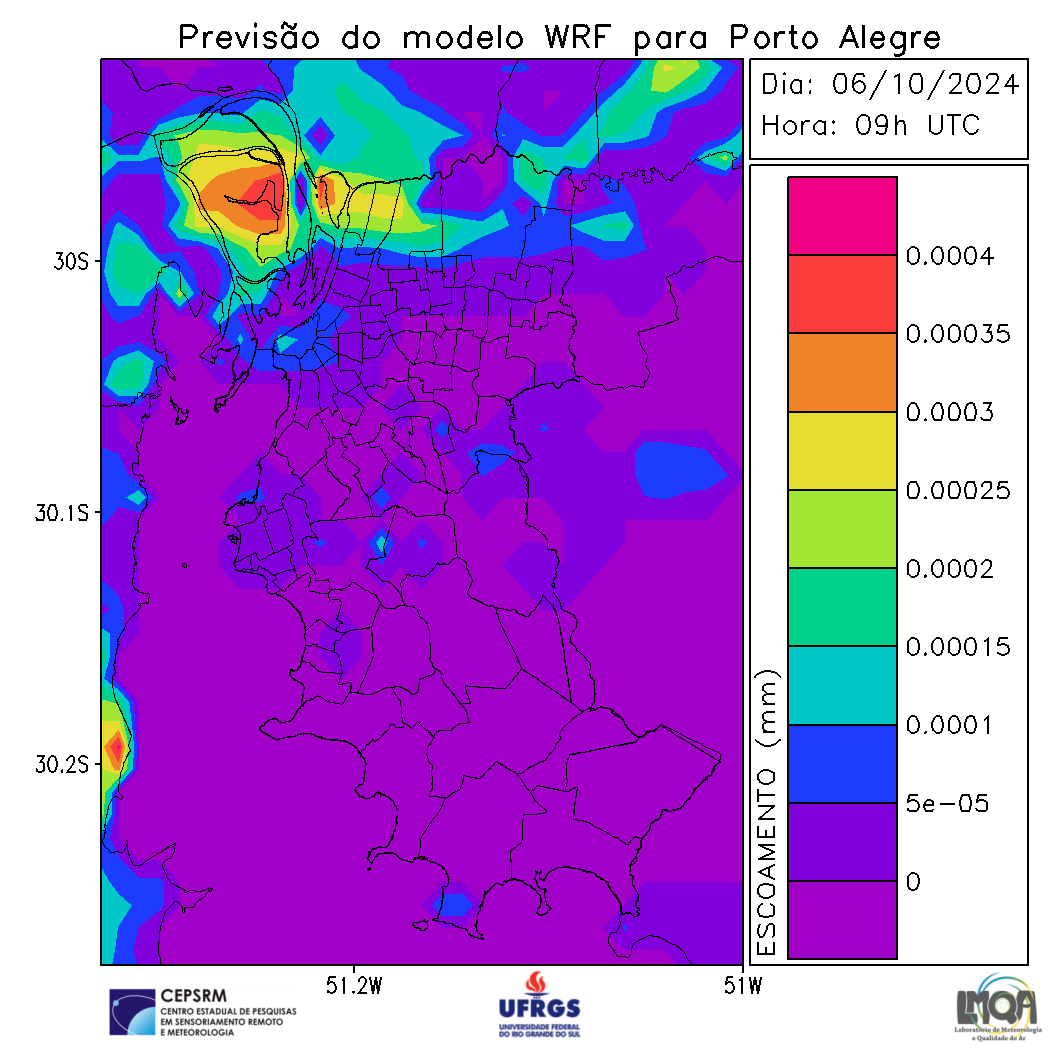 Previsão do modelo WRF para Porto Alegre
Dia: 06/10/2024
Hora: 09h UTC
0.0004
0.00035
0.0003
0.00025
0.0002
0.00015
0.0001
5e-05
0
ESCOAMENTO (mm)
30S
30.1S
30.2S
51.2W
51W
CEPSRM
CENTRO ESTADUAL DE PESQUISAS
EM SENSORIAMENTO REMOTO
E METEOROLOGIA
UFRGS
UNIVERSIDADE FEDERAL
DO RIO GRANDE DO SUL
LMQA
Laboratório de Meteorologia
e Qualidade do Ar